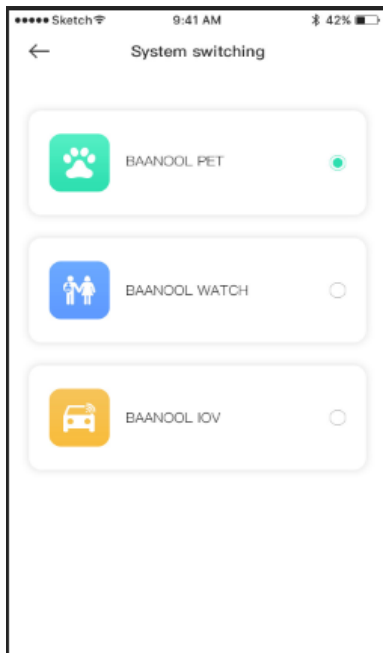 Sketch 9:41 AM 42%
System switching
BAANOOL PET
BAANOOL WATCH
BAANOOL IOV